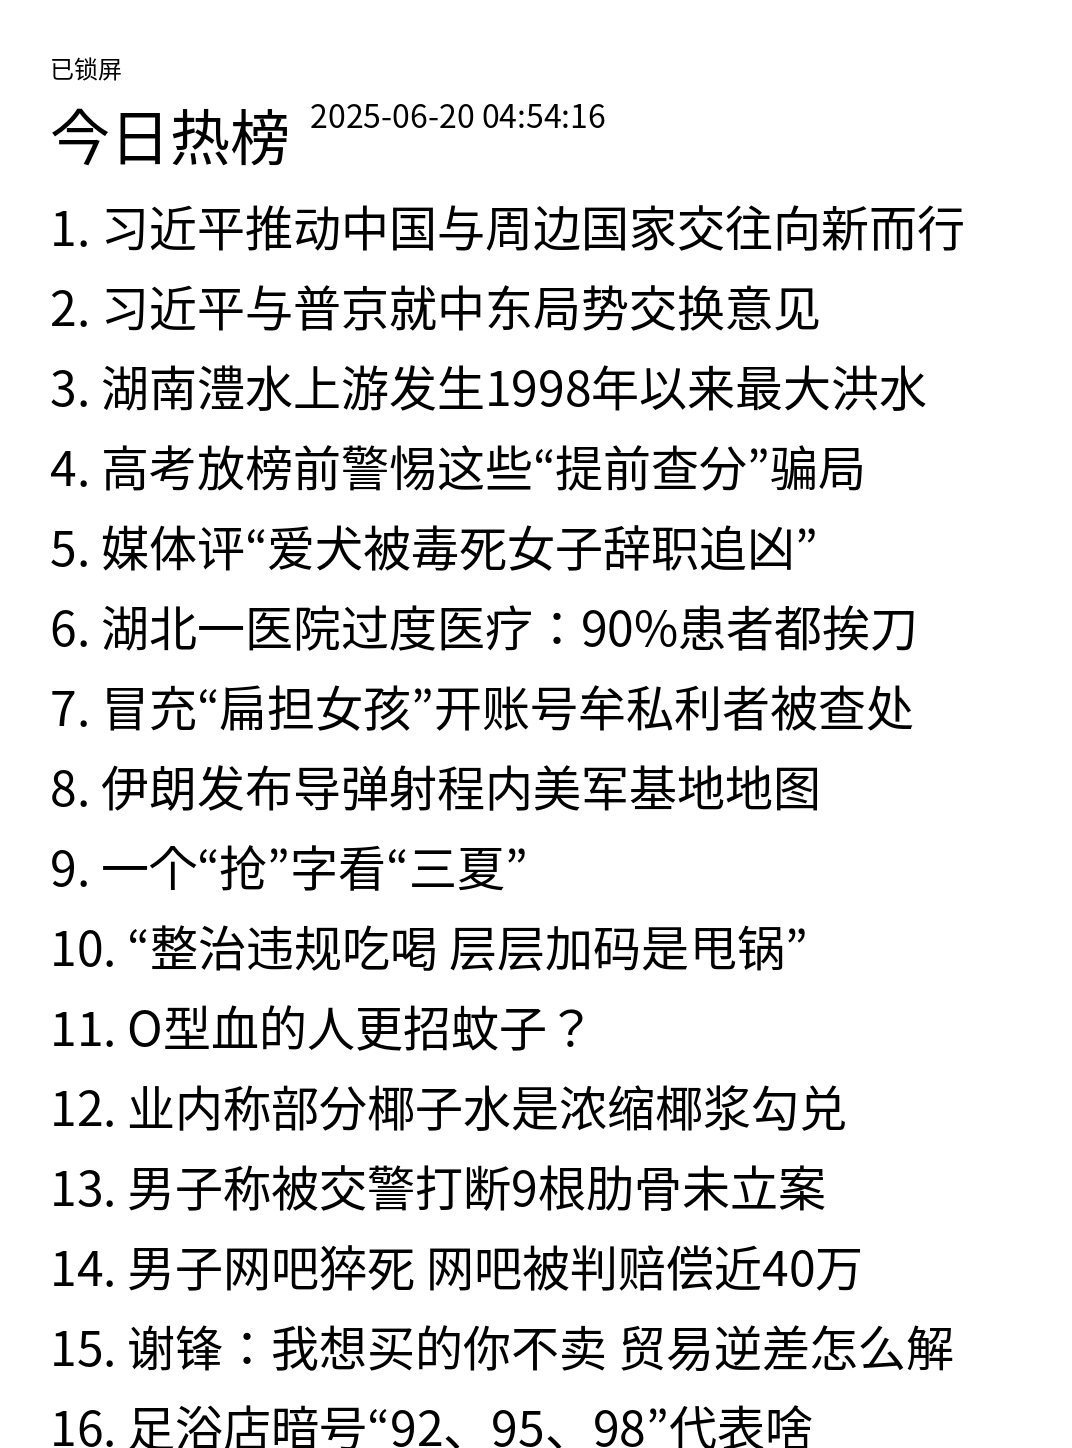 已锁屏
今日热榜 2025-06-20 04:54:16
1. 习近平推动中国与周边国家交往向新而行
2. 习近平与普京就中东局势交换意见
3. 湖南澧水上游发生1998年以来最大洪水
4. 高考放榜前警惕这些“提前查分”骗局
5. 媒体评“爱犬被毒死女子辞职追凶”
6. 湖北一医院过度医疗：90%患者都挨刀
7. 冒充“扁担女孩”开账号牟私利者被查处
8. 伊朗发布导弹射程内美军基地地图
9. 一个“抢”字看“三夏”
10. “整治违规吃喝 层层加码是甩锅”
11. O型血的人更招蚊子？
12. 业内称部分椰子水是浓缩椰浆勾兑
13. 男子称被交警打断9根肋骨未立案
14. 男子网吧猝死 网吧被判赔偿近40万
15. 谢锋：我想买的你不卖 贸易逆差怎么解
16. 足浴店暗号“92、95、98”代表啥